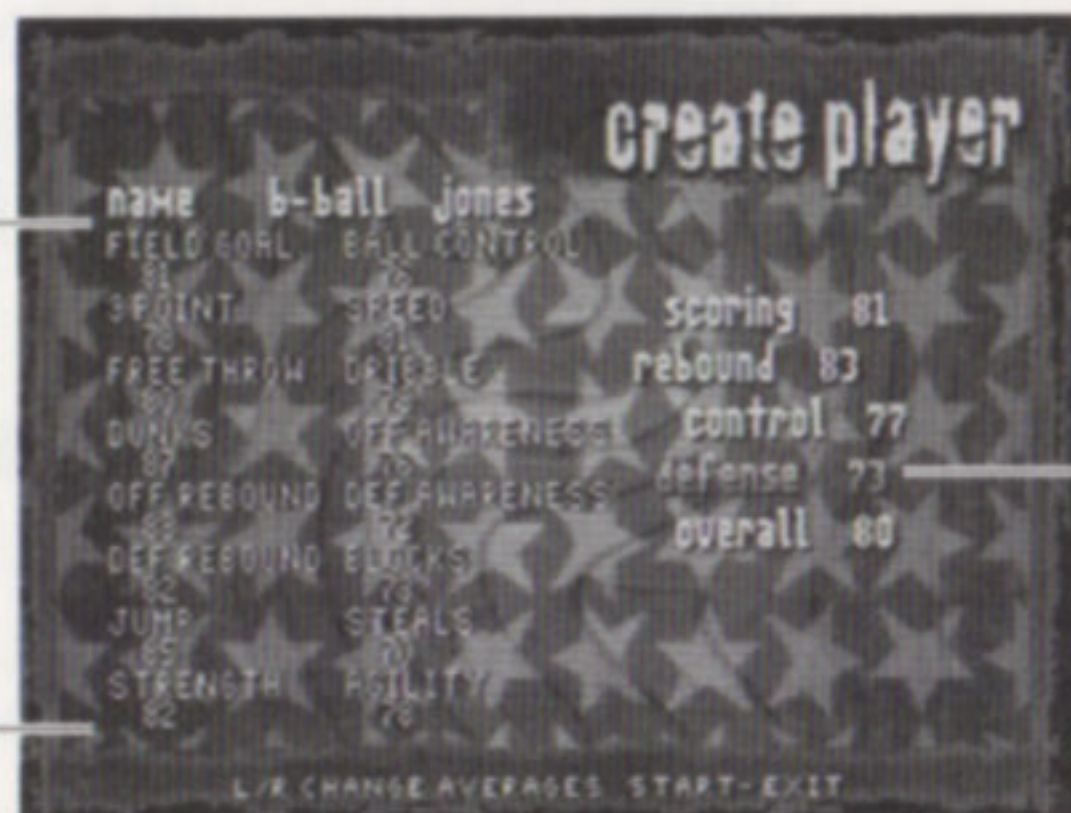 create player
name b-ball jones
FIELD GOAL BALL CONTROL
81
3 POINT SPEED
FREE THROW DRIBBLE
DUNKS OFF AWARENESS
87
OFF REBOUND DEF AWARENESS
83
DEF REBOUND BLOCKS
82
JUMP STEALS
85
STRENGTH AGILITY
82 78
scoring 81
rebound 83
control 77
defense 73
overall 80
L/R CHANGE AVERAGES START-EXIT